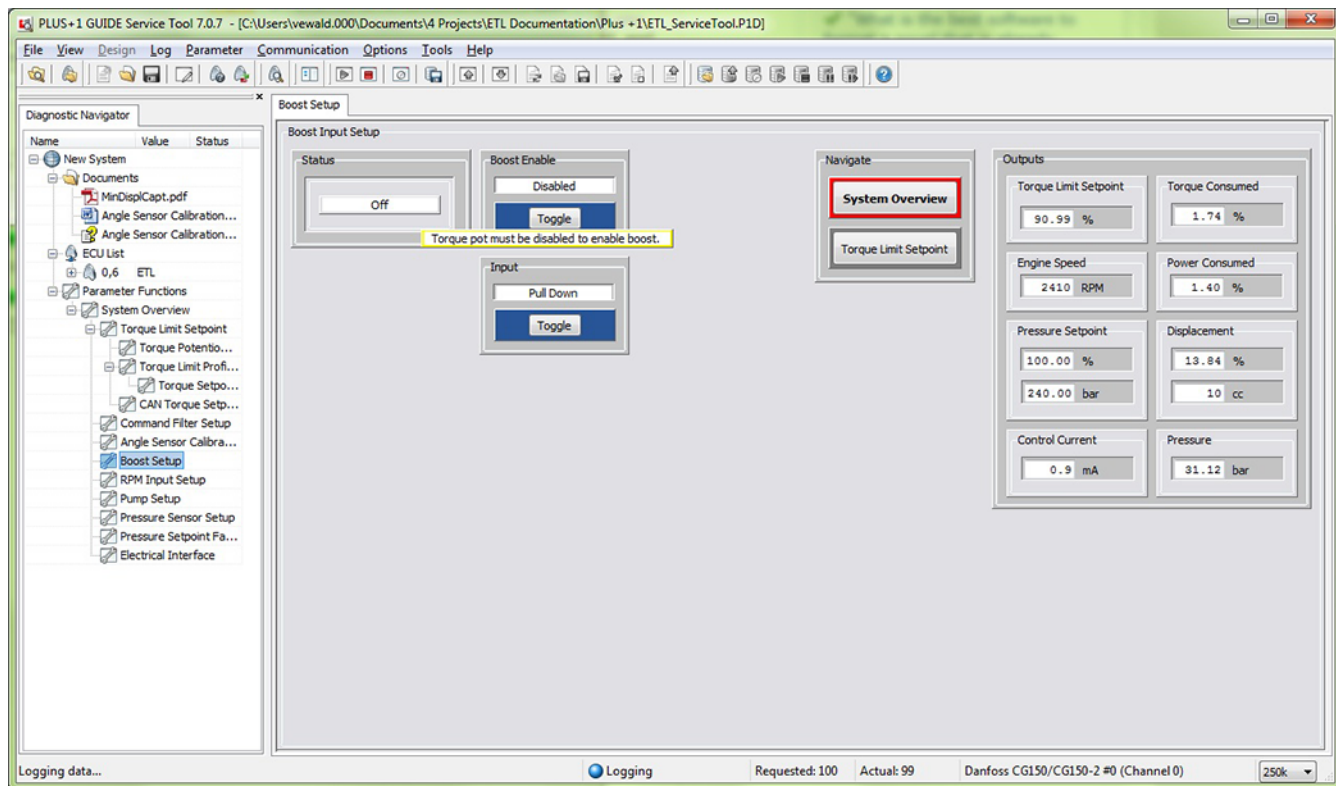 PLUS+1 GUIDE Service Tool 7.0.7 - [C:\Users\vewald.000\Documents\4 Projects\ETL Documentation\Plus +1\ETL_ServiceTool.P1D]
File View Design Log Parameter Communication Options Tools Help
Diagnostic Navigator
Name Value Status
New System
Documents
MinDisplCapt.pdf
Angle Sensor Calibration...
Angle Sensor Calibration...
ECU List
0,6 ETL
Parameter Functions
System Overview
Torque Limit Setpoint
Torque Potentio...
Torque Limit Profi...
Torque Setpo...
CAN Torque Setp...
Command Filter Setup
Angle Sensor Calibra...
Boost Setup
RPM Input Setup
Pump Setup
Pressure Sensor Setup
Pressure Setpoint Fa...
Electrical Interface
Boost Setup
Boost Input Setup
Status
Off
Boost Enable
Disabled
Toggle
Torque pot must be disabled to enable boost.
Input
Pull Down
Toggle
Navigate
System Overview
Torque Limit Setpoint
Outputs
Torque Limit Setpoint
90.99 %
Torque Consumed
1.74 %
Engine Speed
2410 RPM
Power Consumed
1.40 %
Pressure Setpoint
100.00 %
240.00 bar
Displacement
13.84 %
10 cc
Control Current
0.9 mA
Pressure
31.12 bar
Logging data...
Logging
Requested: 100
Actual: 99
Danfoss CG150/CG150-2 #0 (Channel 0)
250k